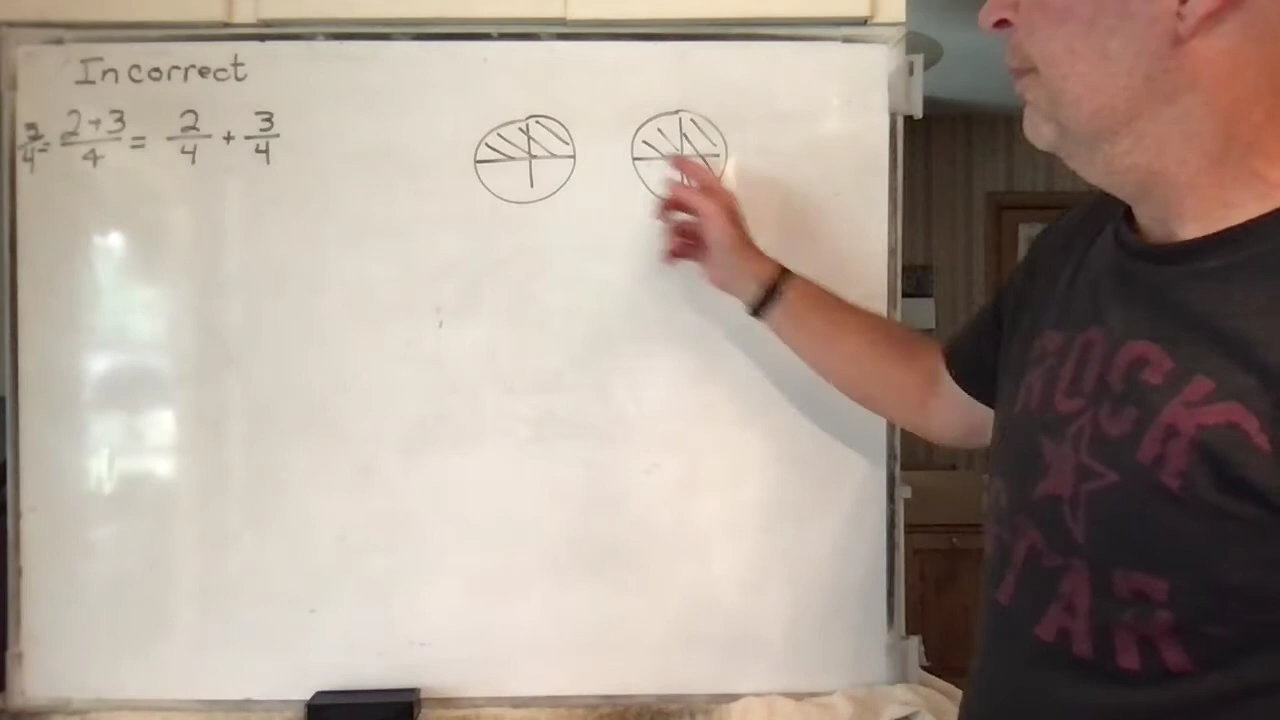 Incorrect
3/4 = 2+3/4 = 2/4 + 3/4
ROCK
STAR